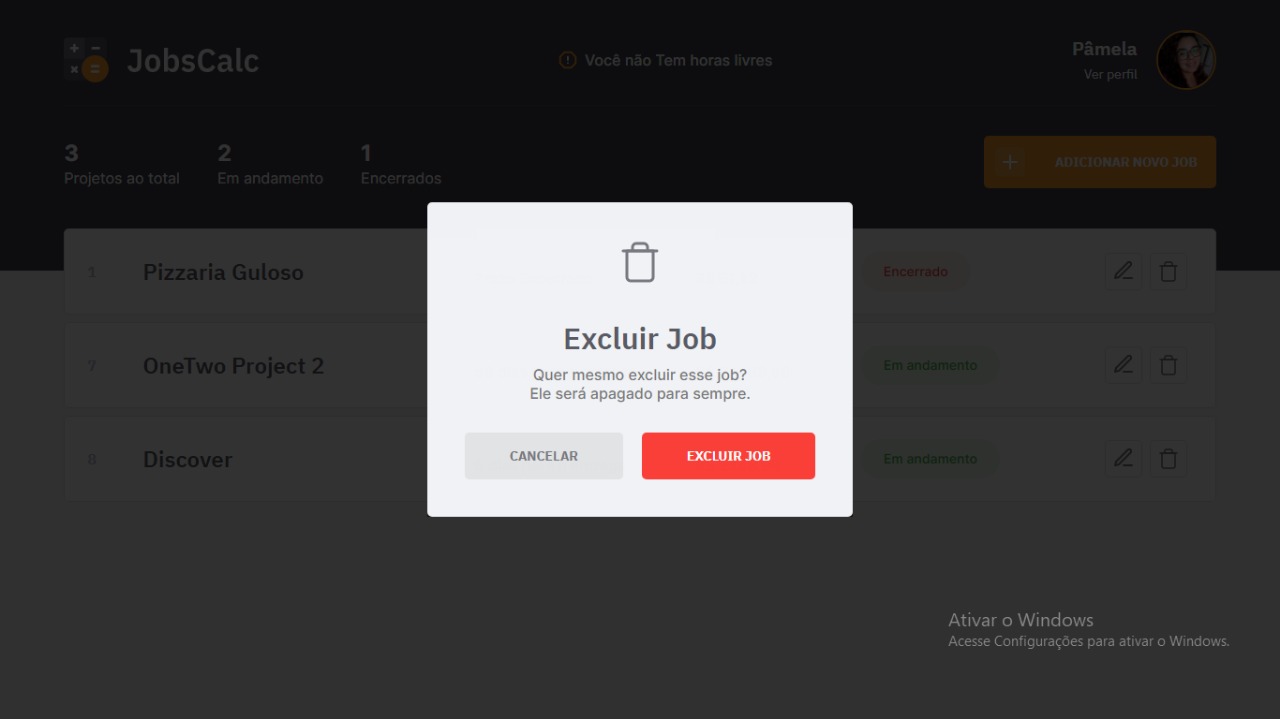 JobsCalc
Você não Tem horas livres
Pâmela
Ver perfil
3
Projetos ao total
2
Em andamento
1
Encerrados
ADICIONAR NOVO JOB
1
Pizzaria Guloso
Encerrado
7
OneTwo Project 2
Em andamento
8
Discover
Em andamento
Excluir Job
Quer mesmo excluir esse job?
Ele será apagado para sempre.
CANCELAR
EXCLUIR JOB
Ativar o Windows
Acesse Configurações para ativar o Windows.